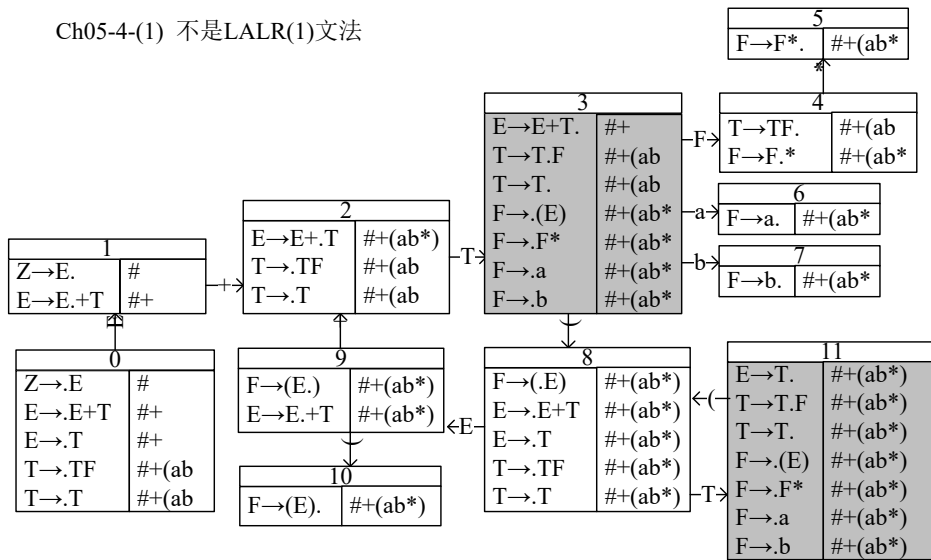 Ch05-4-(1) 不是LALR(1)文法
5
F→F*. #+(ab*
*
3
E→E+T. #+
T→T.F #+(ab
T→T. #+(ab
F→.(E) #+(ab*
F→.F* #+(ab*
F→.a #+(ab*
F→.b #+(ab*
F
4
T→TF. #+(ab
F→F.* #+(ab*
a
6
F→a. #+(ab*
b
7
F→b. #+(ab*
2
E→E+.T #+(ab*)
T→.TF #+(ab
T→.T #+(ab
T
1
Z→E. #
E→E.+T #+
+
E
0
Z→.E #
E→.E+T #+
E→.T #+
T→.TF #+(ab
T→.T #+(ab
+
9
F→(E.) #+(ab*)
E→E.+T #+(ab*)
)
10
F→(E). #+(ab*)
(
8
F→(.E) #+(ab*)
E→.E+T #+(ab*)
E→.T #+(ab*)
T→.TF #+(ab*)
T→.T #+(ab*)
E
(
T
11
E→T. #+(ab*)
T→T.F #+(ab*)
T→T. #+(ab*)
F→.(E) #+(ab*)
F→.F* #+(ab*)
F→.a #+(ab*)
F→.b #+(ab*)